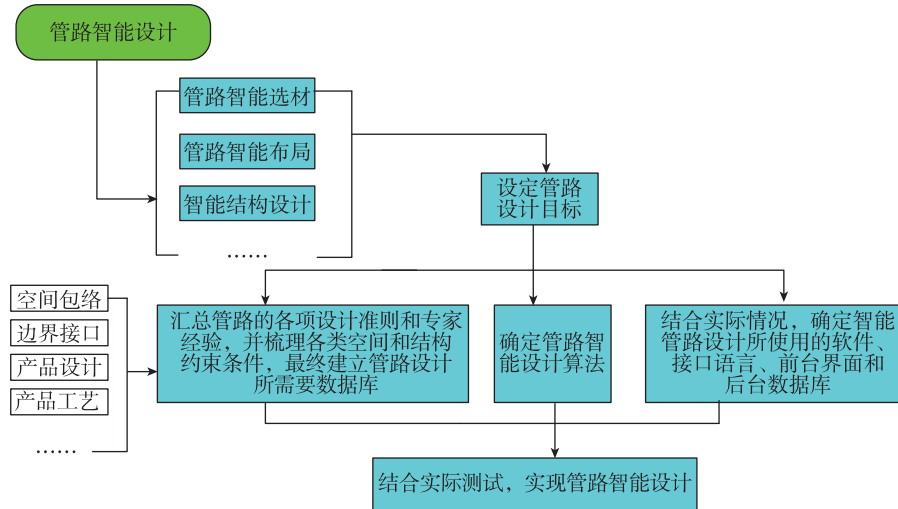 管路智能设计
管路智能选材
管路智能布局
智能结构设计
……
设定管路
设计目标
空间包络
边界接口
产品设计
产品工艺
……
汇总管路的各项设计准则和专家
经验，并梳理各类空间和结构
约束条件，最终建立管路设计
所需要数据库
确定管路智
能设计算法
结合实际情况，确定智能
管路设计所使用的软件、
接口语言、前台界面和
后台数据库
结合实际测试，实现管路智能设计